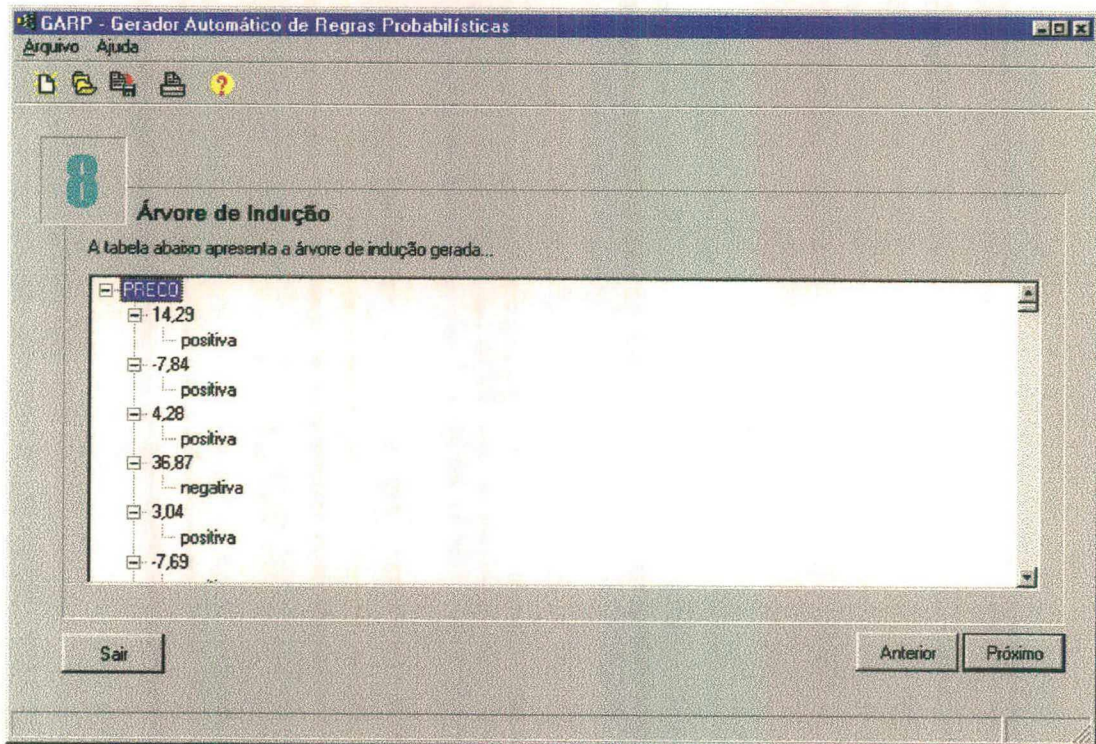 GARP - Gerador Automático de Regras Probabilísticas
Arquivo Ajuda
8
Árvore de Indução
A tabela abaixo apresenta a árvore de indução gerada...
PRECO
14,29
positiva
-7,84
positiva
4,28
positiva
36,87
negativa
3,04
positiva
-7,69
Sair
Anterior Próximo